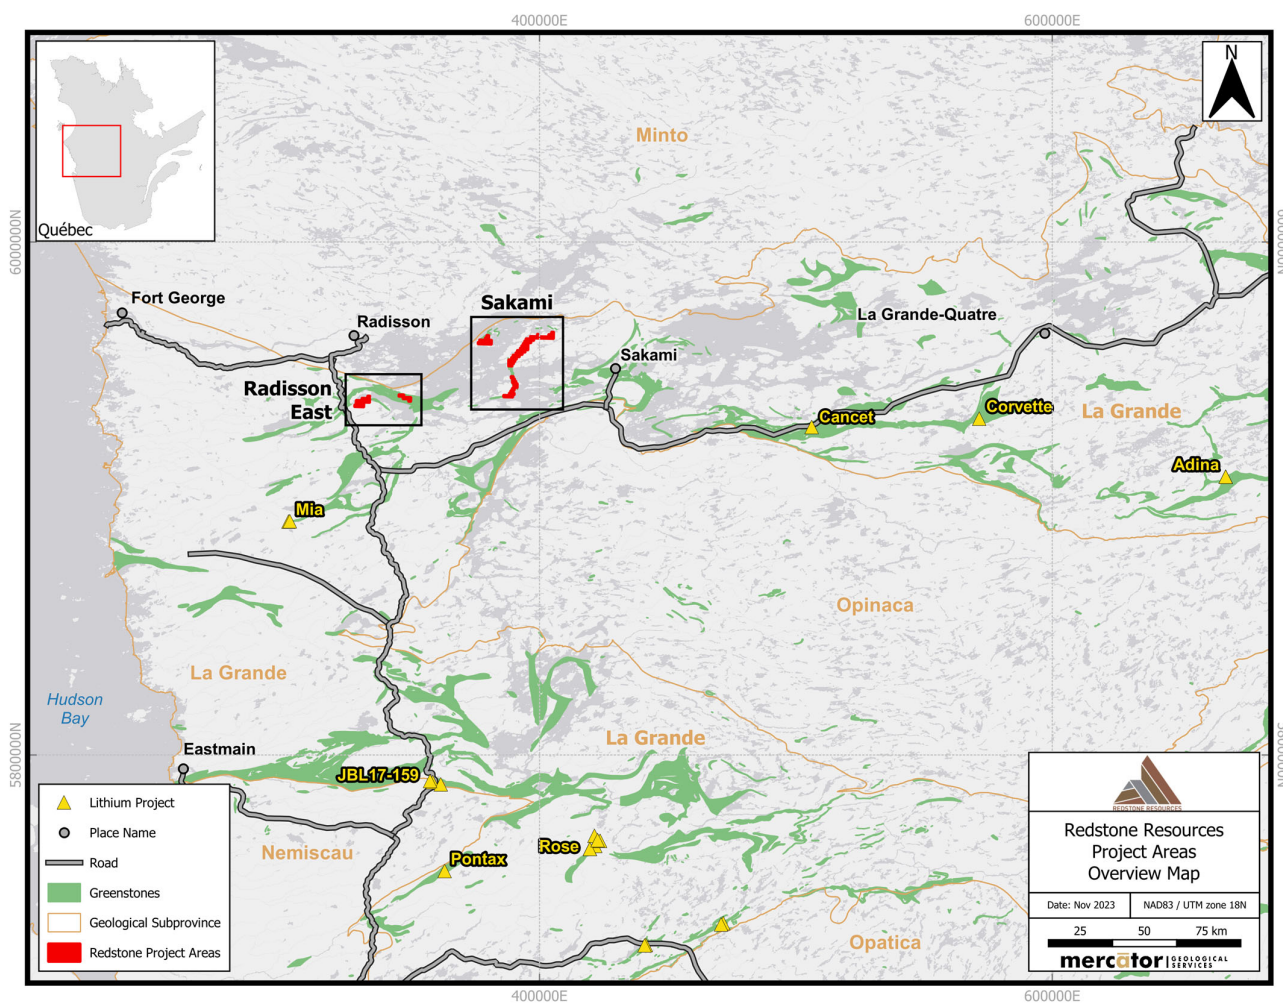 400000E
600000E
N
Québec
Minto
6000000N
6000000N
Fort George
Radisson
Sakami
La Grande-Quatre
Sakami
Radisson
East
Cancet
Corvette
La Grande
Adina
Mia
Opinaca
La Grande
Hudson
Bay
La Grande
5800000N
5800000N
Eastmain
JBL17-159
Nemiscau
Pontax
Rose
Opatica
Lithium Project
Place Name
Road
Greenstones
Geological Subprovince
Redstone Project Areas
REDSTONE RESOURCES
Redstone Resources
Project Areas
Overview Map
Date: Nov 2023
NAD83 / UTM zone 18N
25 50 75 km
mercator GEOLOGICAL
SERVICES
400000E
600000E